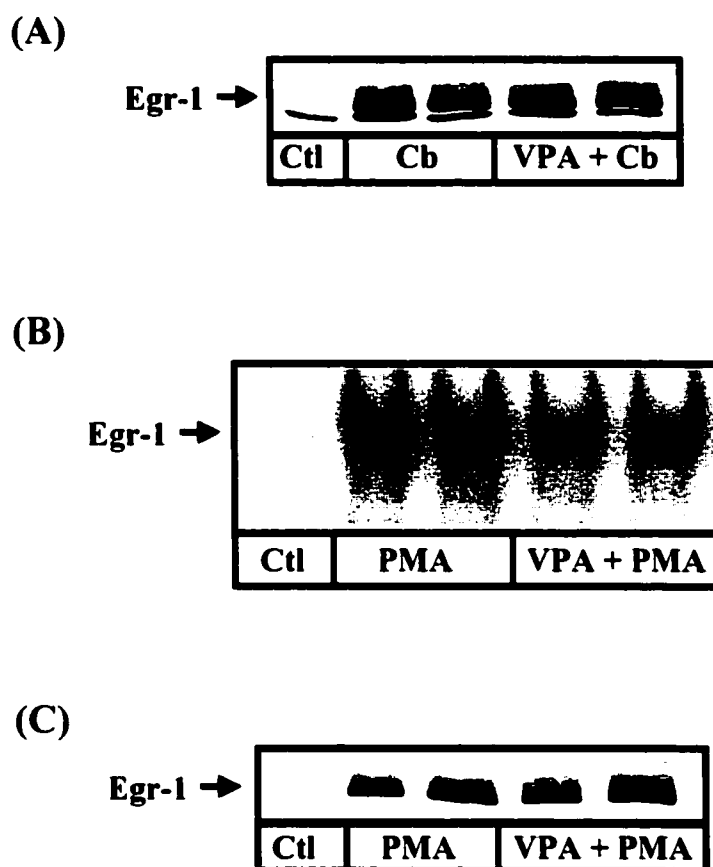 (A)
Egr-1
Ctl Cb VPA + Cb
(B)
Egr-1
Ctl PMA VPA + PMA
(C)
Egr-1
Ctl PMA VPA + PMA